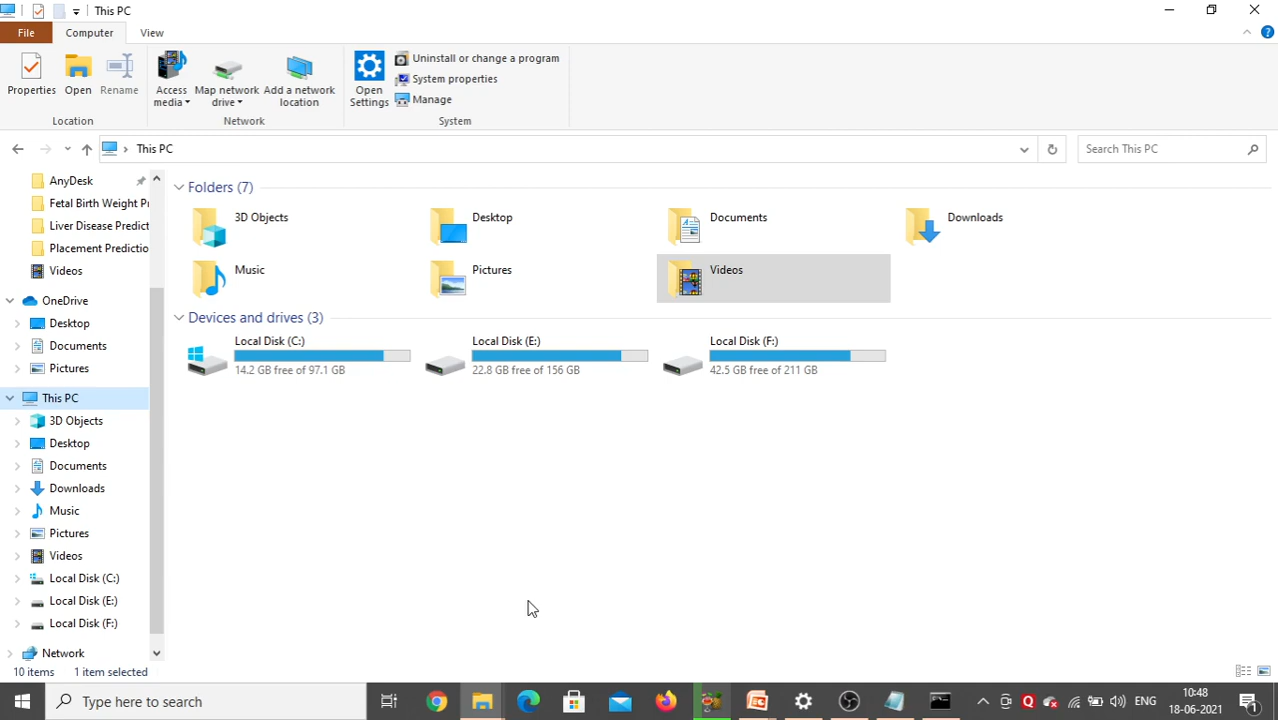 This PC
File Computer View
Properties Open Rename Access media Map network drive Add a network location Open Settings Uninstall or change a program
System properties
Manage
Location Network System
This PC
Search This PC
AnyDesk
Fetal Birth Weight Pr
Liver Disease Predict
Placement Predictio
Videos
OneDrive
Desktop
Documents
Pictures
This PC
3D Objects
Desktop
Documents
Downloads
Music
Pictures
Videos
Local Disk (C:)
Local Disk (E:)
Local Disk (F:)
Network
Folders (7)
3D Objects Desktop Documents Downloads
Music Pictures Videos
Devices and drives (3)
Local Disk (C:) Local Disk (E:) Local Disk (F:)
14.2 GB free of 97.1 GB 22.8 GB free of 156 GB 42.5 GB free of 211 GB
10 items 1 item selected
Type here to search
ENG
10:48
18-06-2021
1